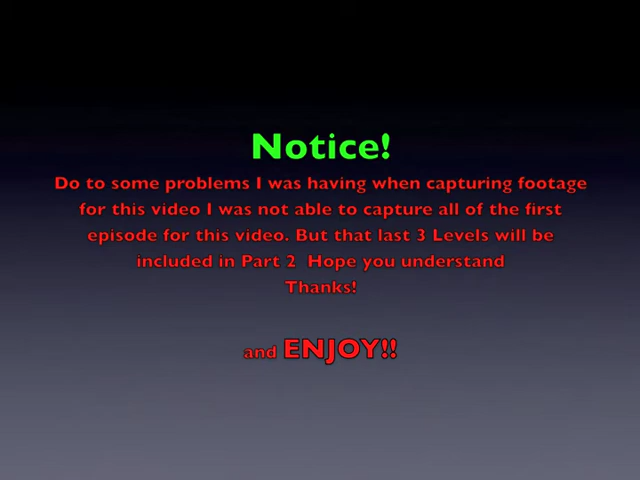 Notice!
Do to some problems I was having when capturing footage
for this video I was not able to capture all of the first
episode for this video. But that last 3 Levels will be
included in Part 2  Hope you understand
Thanks!
and ENJOY!!